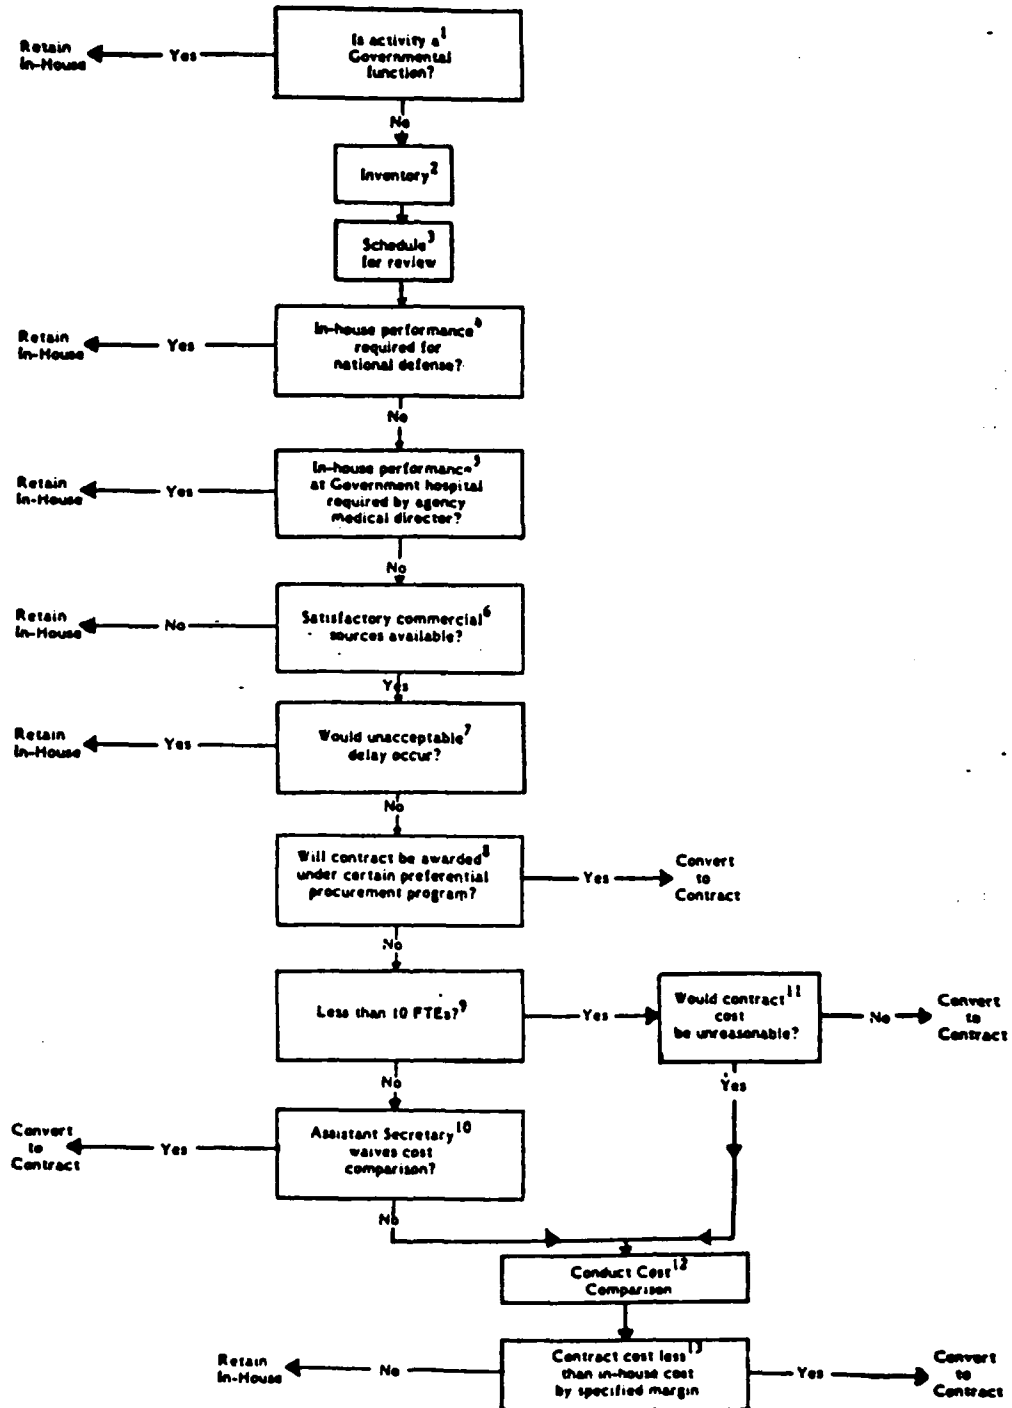 Is activity a1
Governmental
function?
Yes
Retain
In-House
No
Inventory2
Schedule3
for review
In-house performance4
required for
national defense?
Yes
Retain
In-House
No
In-house performance5
at Government hospital
required by agency
medical director?
Yes
Retain
In-House
No
Satisfactory commercial6
sources available?
No
Retain
In-House
Yes
Would unacceptable7
delay occur?
Yes
Retain
In-House
No
Will contract be awarded8
under certain preferential
procurement program?
Yes
Convert
to
Contract
No
Less than 10 FTEs?9
Yes
Would contract11
cost
be unreasonable?
No
Convert
to
Contract
Yes
No
Assistant Secretary10
waives cost
comparison?
Yes
Convert
to
Contract
No
Conduct Cost12
Comparison
Contract cost less13
than in-house cost
by specified margin
No
Retain
In-House
Yes
Convert
to
Contract